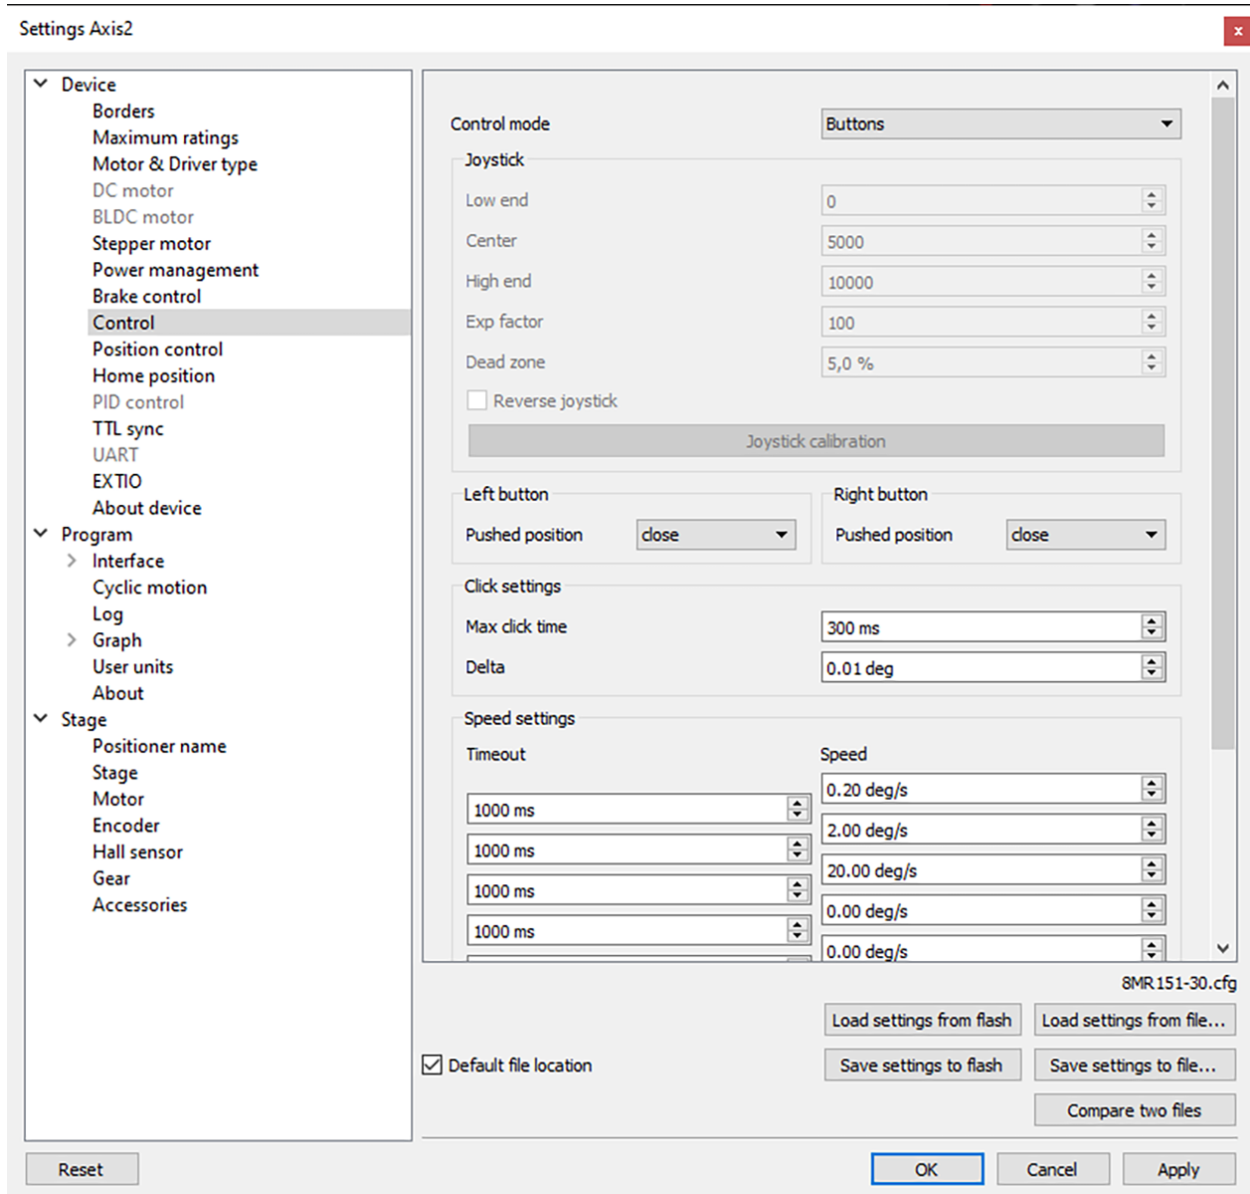 Settings Axis2
x
Device
Borders
Maximum ratings
Motor & Driver type
DC motor
BLDC motor
Stepper motor
Power management
Brake control
Control
Position control
Home position
PID control
TTL sync
UART
EXTIO
About device
Program
Interface
Cyclic motion
Log
Graph
User units
About
Stage
Positioner name
Stage
Motor
Encoder
Hall sensor
Gear
Accessories
Control mode Buttons
Joystick
Low end 0
Center 5000
High end 10000
Exp factor 100
Dead zone 5,0 %
Reverse joystick
Joystick calibration
Left button Right button
Pushed position close Pushed position close
Click settings
Max click time 300 ms
Delta 0.01 deg
Speed settings
Timeout Speed
0.20 deg/s
1000 ms
2.00 deg/s
1000 ms
20.00 deg/s
1000 ms
0.00 deg/s
1000 ms
0.00 deg/s
8MR151-30.cfg
Load settings from flash Load settings from file...
Default file location Save settings to flash Save settings to file...
Compare two files
Reset OK Cancel Apply